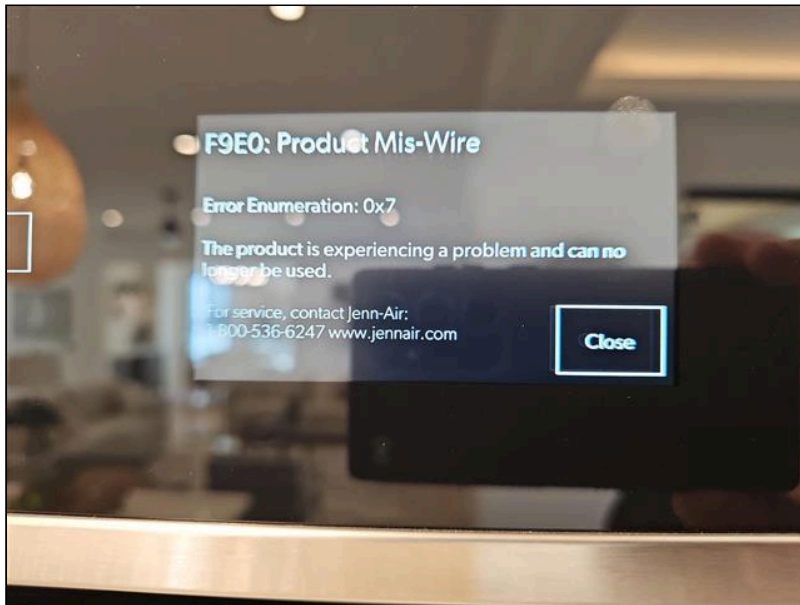 F9E0: Product Mis-Wire
Error Enumeration: 0x7
The product is experiencing a problem and can no
longer be used.
For service, contact Jenn-Air:
1-800-536-6247 www.jennair.com
Close